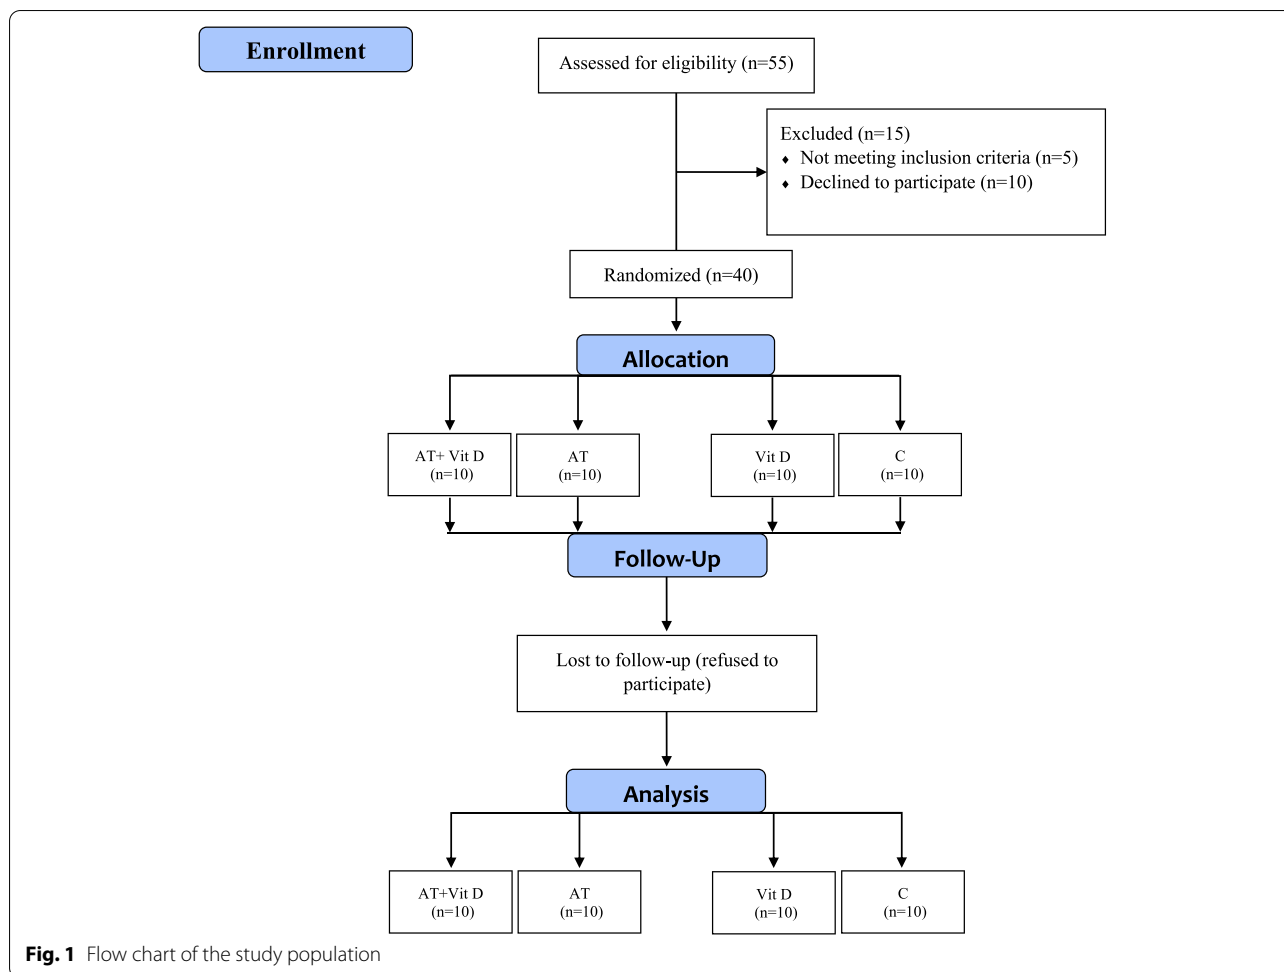 Enrollment
Assessed for eligibility (n=55)
Excluded (n=15)
♦ Not meeting inclusion criteria (n=5)
♦ Declined to participate (n=10)
Randomized (n=40)
Allocation
AT+ Vit D
(n=10)
AT
(n=10)
Vit D
(n=10)
C
(n=10)
Follow-Up
Lost to follow-up (refused to
participate)
Analysis
AT+Vit D
(n=10)
AT
(n=10)
Vit D
(n=10)
C
(n=10)
Fig. 1 Flow chart of the study population